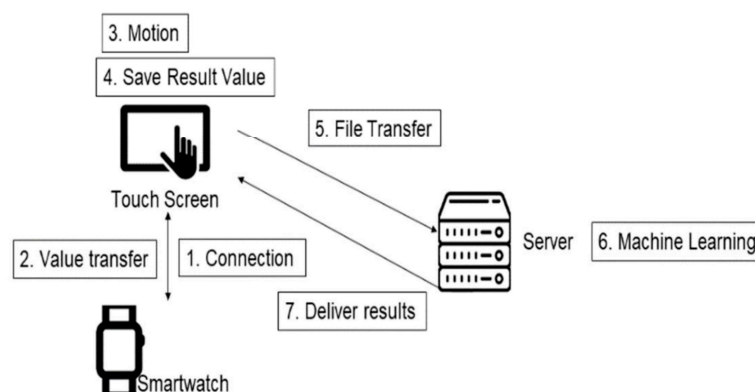 3. Motion
4. Save Result Value
5. File Transfer
Touch Screen
Server
6. Machine Learning
2. Value transfer
1. Connection
7. Deliver results
Smartwatch